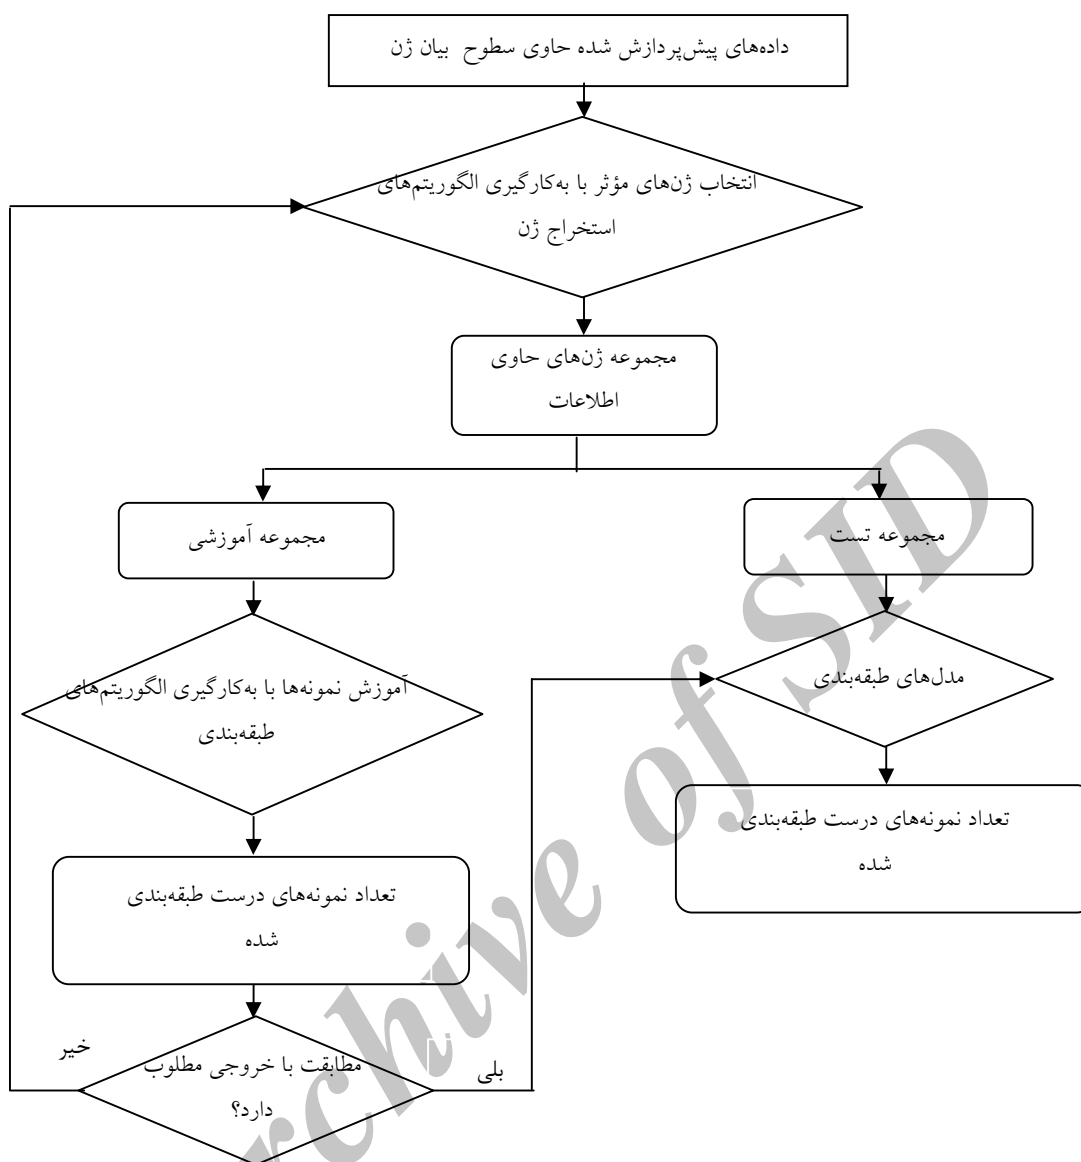 داده‌های پیش‌پردازش شده حاوی سطوح بیان ژن
انتخاب ژن‌های مؤثر با به‌کارگیری الگوریتم‌های
استخراج ژن
مجموعه ژن‌های حاوی
اطلاعات
مجموعه آموزشی
مجموعه تست
آموزش نمونه‌ها با به‌کارگیری الگوریتم‌های
طبقه‌بندی
مدل‌های طبقه‌بندی
تعداد نمونه‌های درست طبقه‌بندی
شده
تعداد نمونه‌های درست طبقه‌بندی
شده
خیر
مطابقت با خروجی مطلوب
دارد؟
بلی
Archive of SID